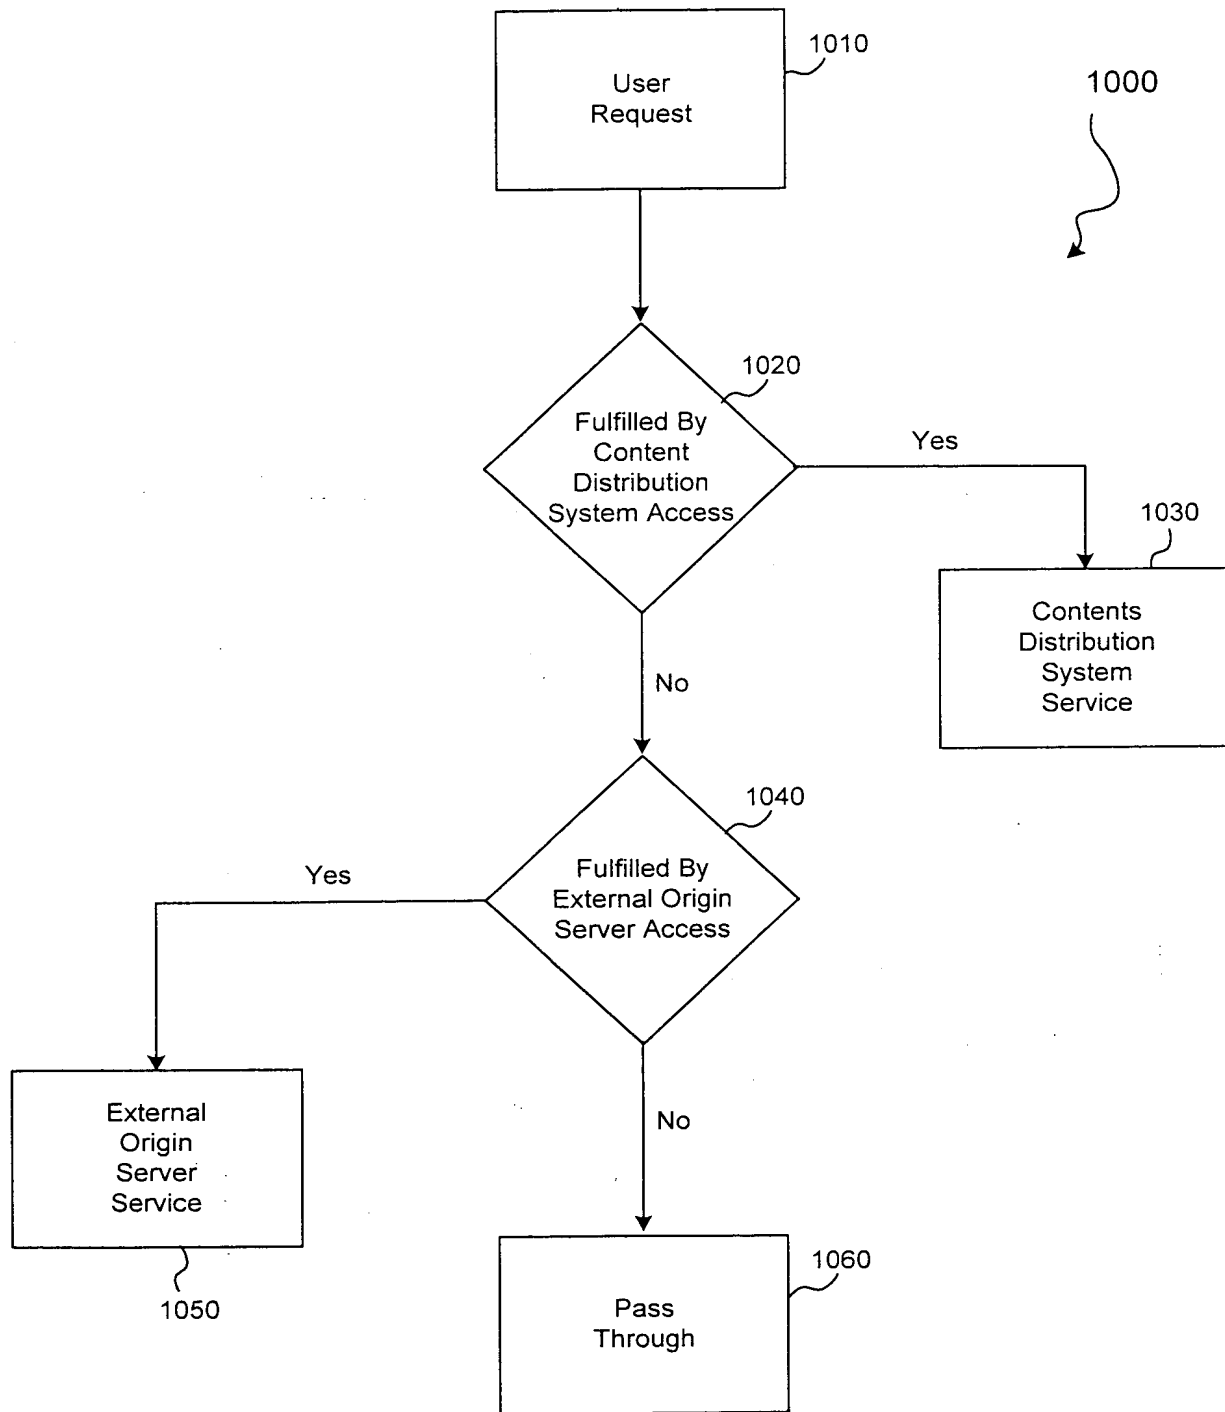 User
Request
1010
1000
1020
Fulfilled By
Content
Distribution
System Access
Yes
1030
Contents
Distribution
System
Service
No
1040
Fulfilled By
External Origin
Server Access
Yes
External
Origin
Server
Service
1050
No
1060
Pass
Through